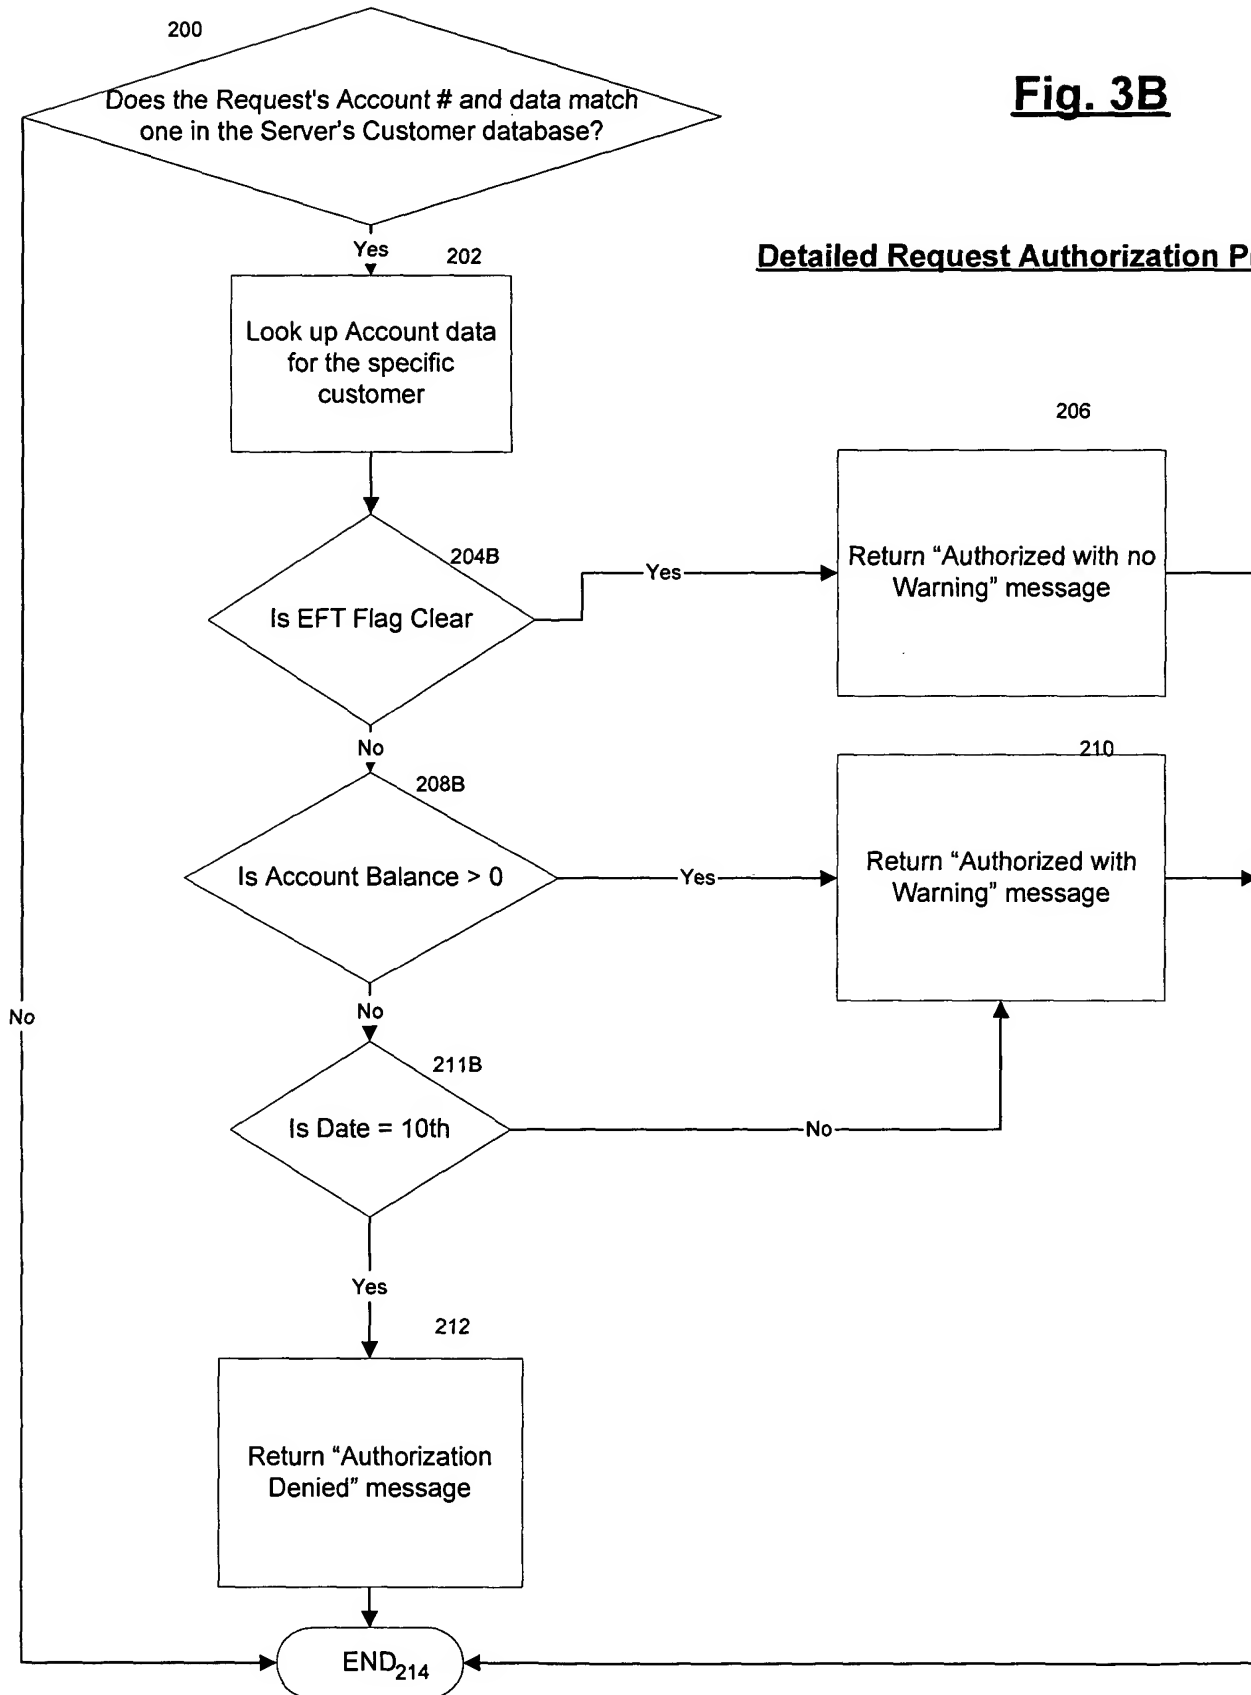 200
Fig. 3B
Does the Request's Account # and data match
one in the Server's Customer database?
Yes
202
Detailed Request Authorization Pr
Look up Account data
for the specific
customer
206
204B
Is EFT Flag Clear
Yes
Return “Authorized with no
Warning” message
No
210
208B
Is Account Balance > 0
Yes
Return “Authorized with
Warning” message
No
No
211B
Is Date = 10th
No
Yes
212
Return “Authorization
Denied” message
END214